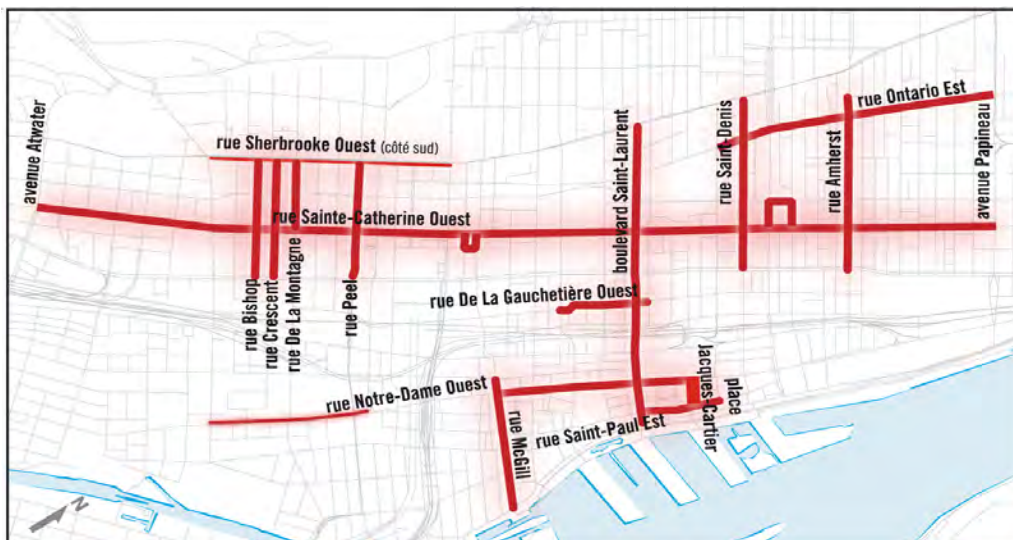 avenue Atwater
rue Sherbrooke Ouest (côté sud)
rue Sainte-Catherine Ouest
rue Bishop
rue Crescent
rue De La Montagne
rue Peel
boulevard Saint-Laurent
rue Saint-Denis
rue Amherst
rue Ontario Est
avenue Papineau
rue De La Gauchetière Ouest
rue Notre-Dame Ouest
rue McGill
rue Saint-Paul Est
place
Jacques-Cartier
N